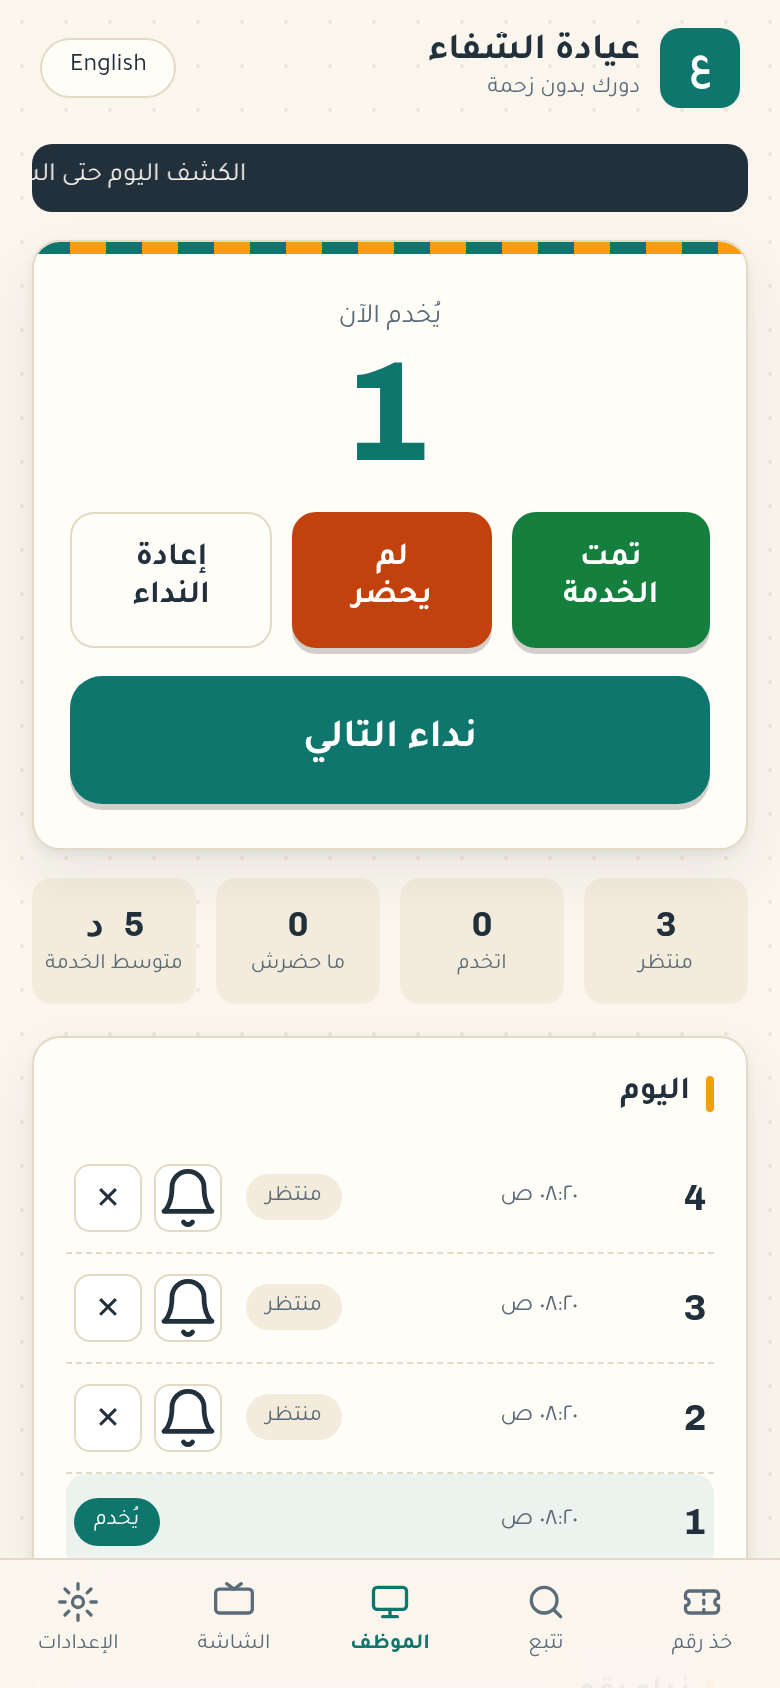 ع
عيادة الشفاء
دورك بدون زحمة
English
الكشف اليوم حتى
يُخدم الآن
1
تمت الخدمة
لم يحضر
إعادة النداء
نداء التالي
3
منتظر
0
اتخدم
0
ما حضرش
5 د
متوسط الخدمة
اليوم
4 ٠٨:٢٠ ص منتظر ✕
3 ٠٨:٢٠ ص منتظر ✕
2 ٠٨:٢٠ ص منتظر ✕
1 ٠٨:٢٠ ص يُخدم
خذ رقم
تتبع
الموظف
الشاشة
الإعدادات